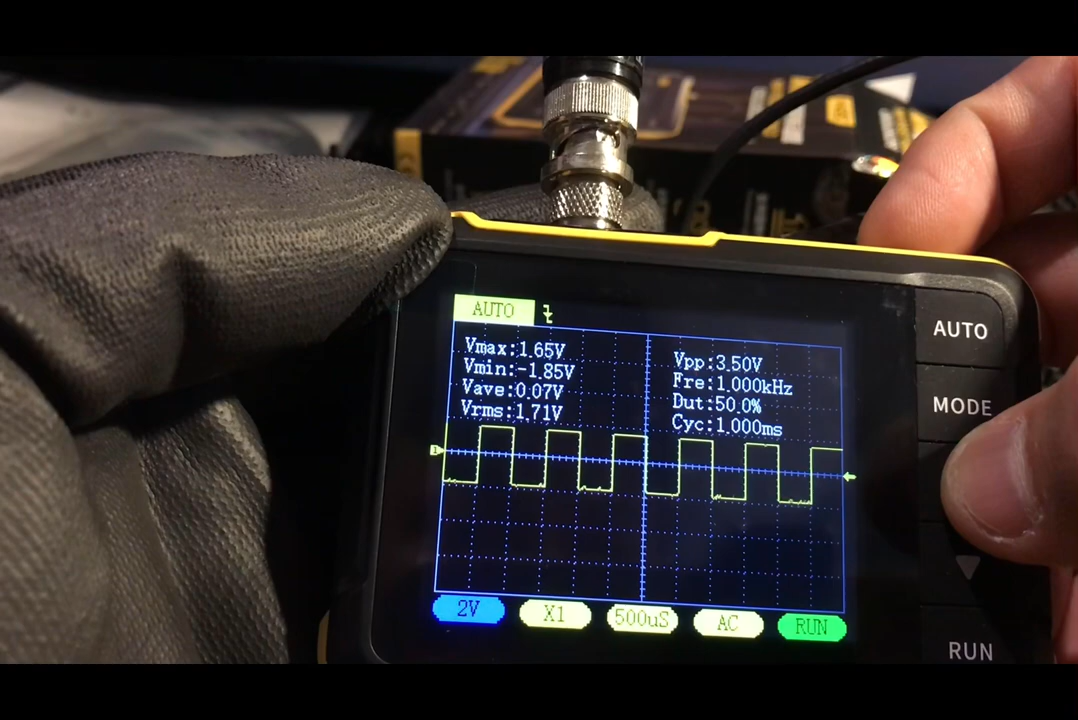 AUTO
Vmax:1.65V
Vmin:-1.85V
Vave:0.07V
Vrms:1.71V
Vpp:3.50V
Fre:1.000kHz
Dut:50.0%
Cyc:1.000ms
1
2V
X1
500uS
AC
RUN
AUTO
MODE
RUN